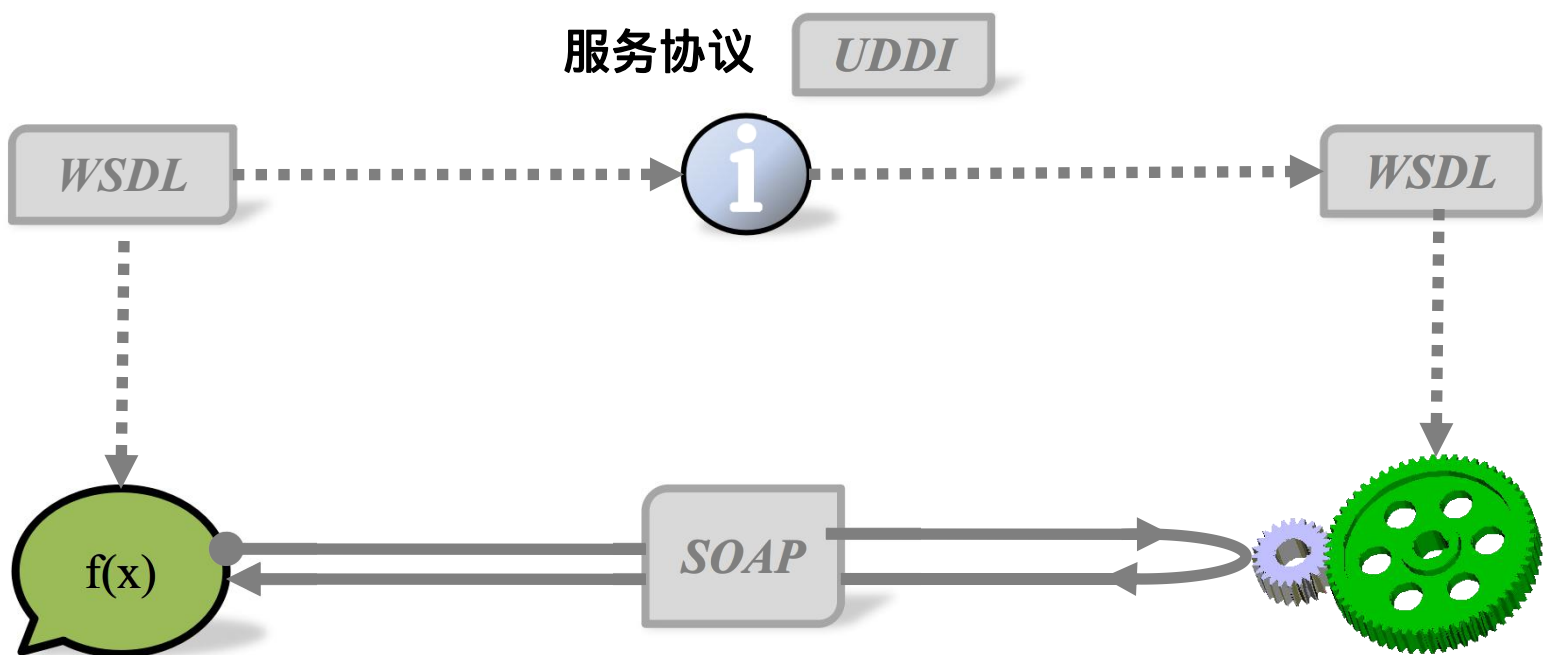 服务协议 UDDI
WSDL
WSDL
f(x)
SOAP